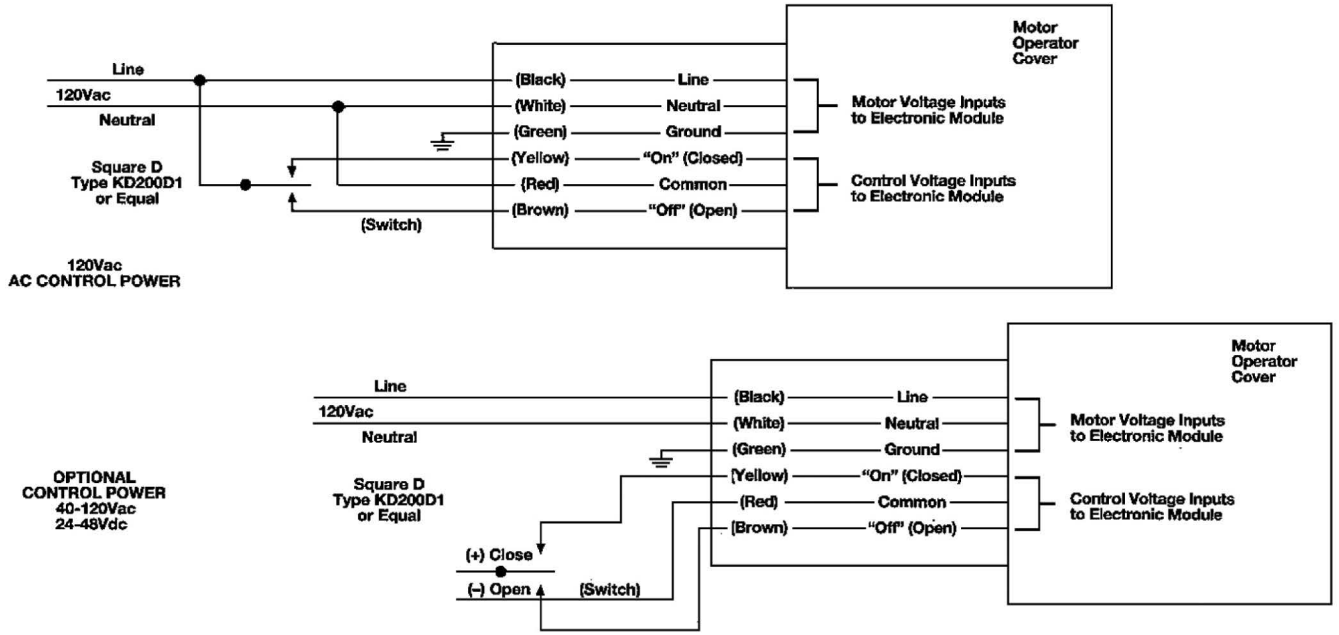 Motor
Operator
Cover
Line
(Black) Line
120Vac
(White) Neutral
Motor Voltage Inputs
to Electronic Module
Neutral
(Green) Ground
(Yellow) "On" (Closed)
Square D
Type KD200D1
or Equal
(Red) Common
Control Voltage Inputs
to Electronic Module
(Brown) "Off" (Open)
(Switch)
120Vac
AC CONTROL POWER
Motor
Operator
Cover
Line
(Black) Line
120Vac
(White) Neutral
Motor Voltage Inputs
to Electronic Module
Neutral
(Green) Ground
OPTIONAL
CONTROL POWER
40-120Vac
24-48Vdc
Square D
Type KD200D1
or Equal
(Yellow) "On" (Closed)
(Red) Common
Control Voltage Inputs
to Electronic Module
(Brown) "Off" (Open)
(+) Close
(–) Open
(Switch)